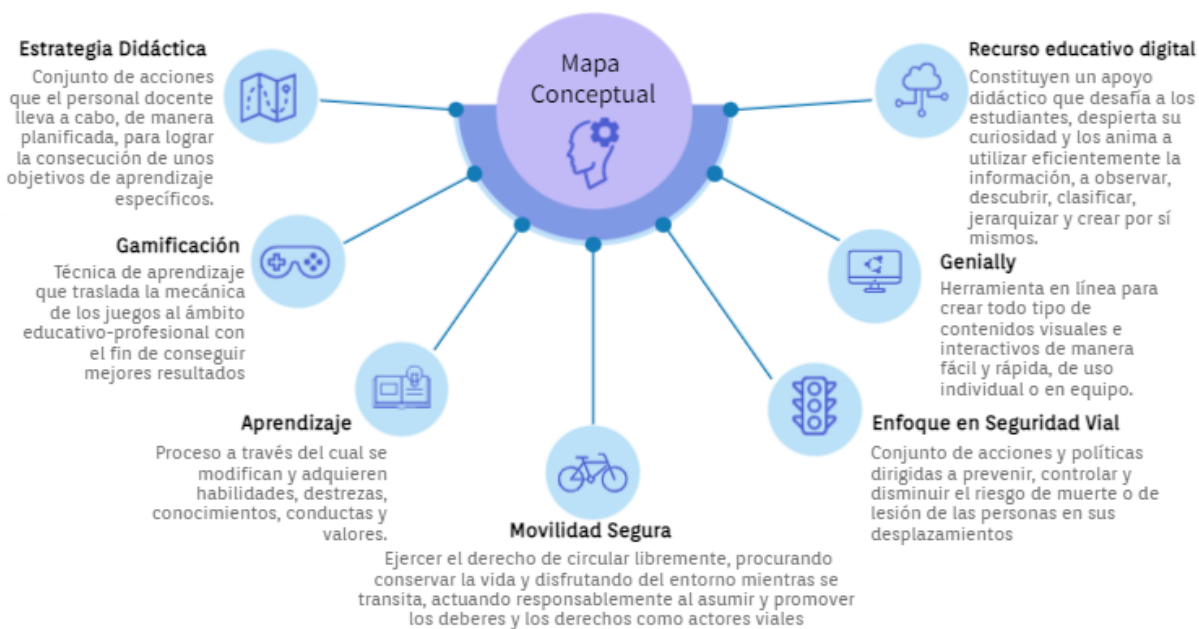 Mapa
Conceptual
Estrategia Didáctica
Conjunto de acciones
que el personal docente
lleva a cabo, de manera
planificada, para lograr
la consecución de unos
objetivos de aprendizaje
específicos.
Gamificación
Técnica de aprendizaje
que traslada la mecánica
de los juegos al ámbito
educativo-profesional con
el fin de conseguir
mejores resultados
Aprendizaje
Proceso a través del cual se
modifican y adquieren
habilidades, destrezas,
conocimientos, conductas y
valores.
Movilidad Segura
Ejercer el derecho de circular libremente, procurando
conservar la vida y disfrutando del entorno mientras se
transita, actuando responsablemente al asumir y promover
los deberes y los derechos como actores viales
Enfoque en Seguridad Vial
Conjunto de acciones y políticas
dirigidas a prevenir, controlar y
disminuir el riesgo de muerte o de
lesión de las personas en sus
desplazamientos
Genially
Herramienta en línea para
crear todo tipo de
contenidos visuales e
interactivos de manera
fácil y rápida, de uso
individual o en equipo.
Recurso educativo digital
Constituyen un apoyo
didáctico que desafía a los
estudiantes, despierta su
curiosidad y los anima a
utilizar eficientemente la
información, a observar,
descubrir, clasificar,
jerarquizar y crear por sí
mismos.